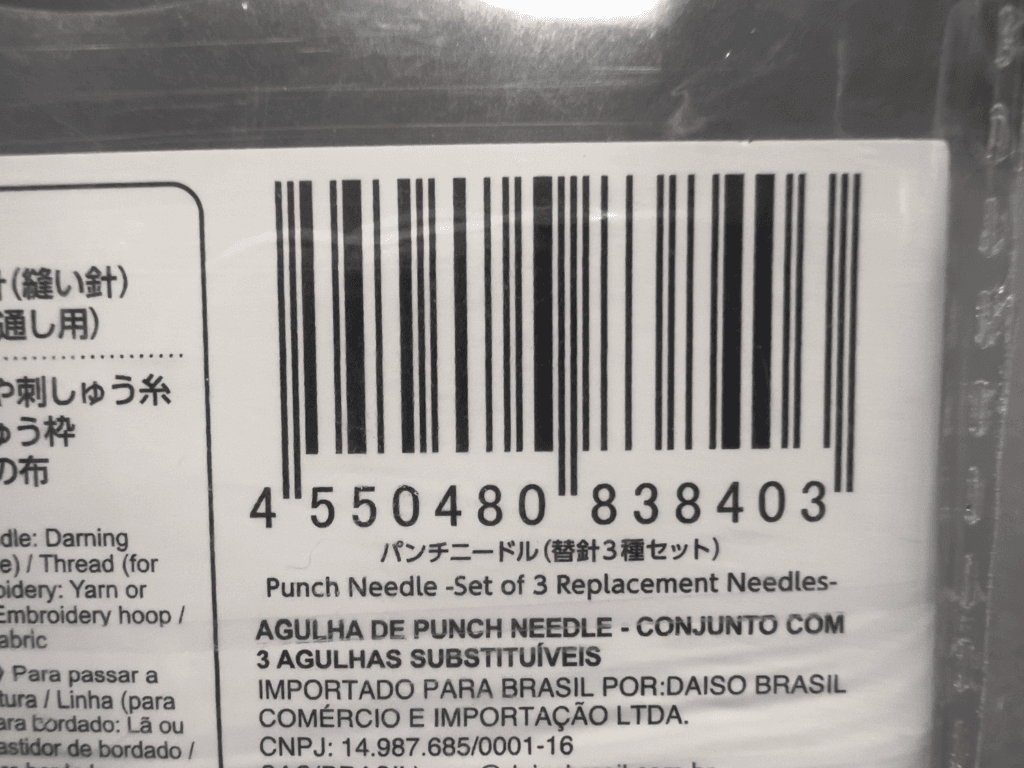 (縫い針)
通し用)
や刺しゅう糸
ゅう枠
の布
dle: Darning
e) / Thread (for
oidery: Yarn or
Embroidery hoop /
abric
Para passar a
tura / Linha (para
ara bordado: Lã ou
astidor de bordado /
4 550480 838403
パンチニードル(替針3種セット)
Punch Needle -Set of 3 Replacement Needles-
AGULHA DE PUNCH NEEDLE - CONJUNTO COM
3 AGULHAS SUBSTITUÍVEIS
IMPORTADO PARA BRASIL POR:DAISO BRASIL
COMÉRCIO E IMPORTAÇÃO LTDA.
CNPJ: 14.987.685/0001-16